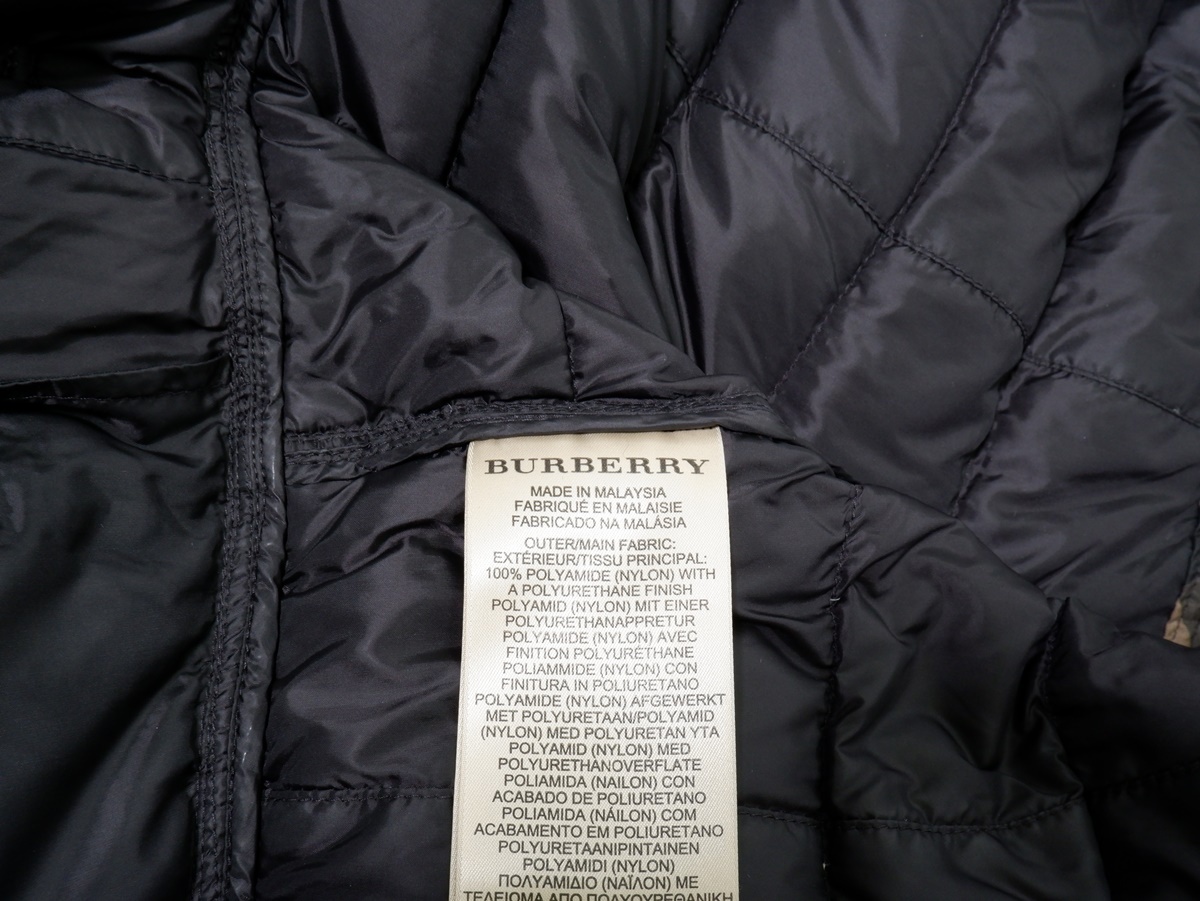 BURBERRY
MADE IN MALAYSIA
FABRIQUÉ EN MALAISIE
FABRICADO NA MALÁSIA
OUTER/MAIN FABRIC:
EXTÉRIEUR/TISSU PRINCIPAL:
100% POLYAMIDE (NYLON) WITH
A POLYURETHANE FINISH
POLYAMID (NYLON) MIT EINER
POLYURETHANAPPRETUR
POLYAMIDE (NYLON) AVEC
FINITION POLYURÉTHANE
POLIAMMIDE (NYLON) CON
FINITURA IN POLIURETANO
POLYAMIDE (NYLON) AFGEWERKT
MET POLYURETAAN/POLYAMID
(NYLON) MED POLYURETAN YTA
POLYAMID (NYLON) MED
POLYURETHANOVERFLATE
POLIAMIDA (NAILON) CON
ACABADO DE POLIURETANO
POLIAMIDA (NÁILON) COM
ACABAMENTO EM POLIURETANO
POLYURETAANIPINTAINEN
POLYAMIDI (NYLON)
ΠΟΛΥΑΜΙΔΙΟ (ΝΑΪΛΟΝ) ΜΕ
ΤΕΛΕΙΩΜΑ ΑΠΟ ΠΟΛΥΟΥΡΕΘΑΝΙΚΗ